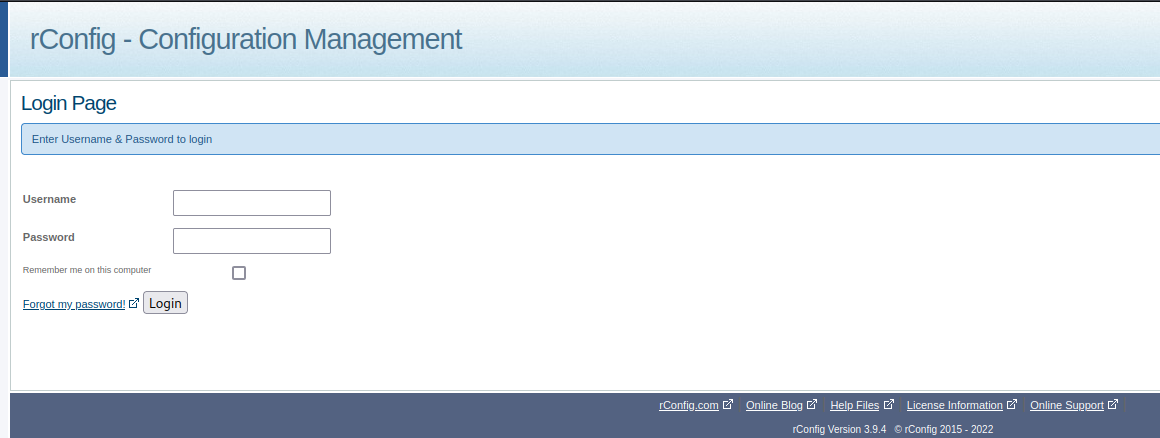 rConfig - Configuration Management
Login Page
Enter Username & Password to login
Username
Password
Remember me on this computer
Forgot my password! Login
rConfig.com Online Blog Help Files License Information Online Support
rConfig Version 3.9.4 © rConfig 2015 - 2022